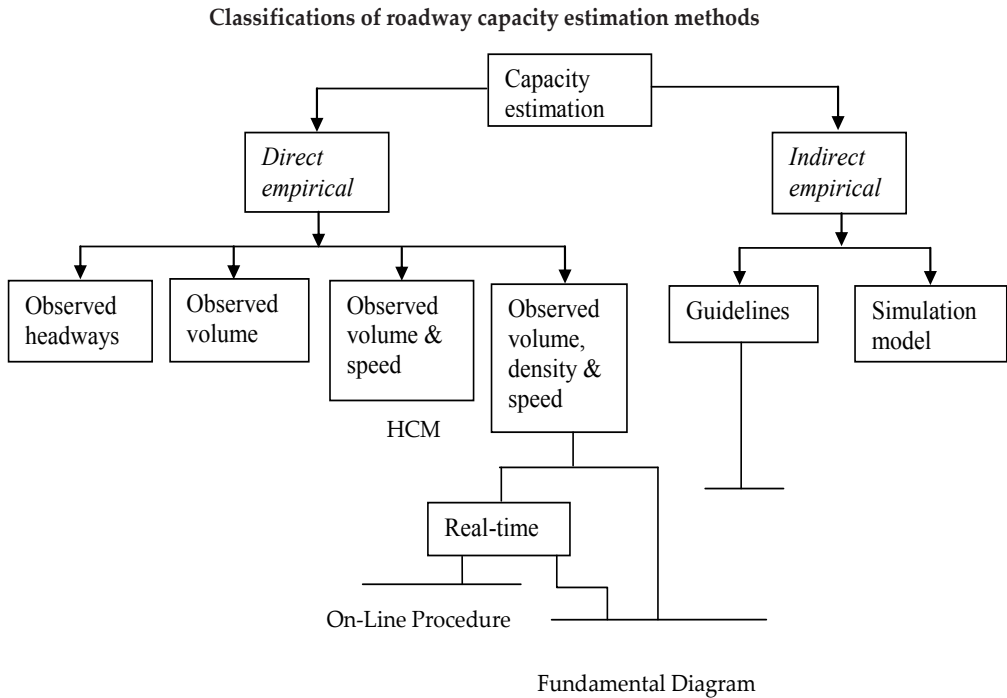 Classifications of roadway capacity estimation methods
Capacity
estimation
Direct
empirical
Indirect
empirical
Observed
headways
Observed
volume
Observed
volume &
speed
Observed
volume,
density &
speed
Guidelines
Simulation
model
HCM
Real-time
On-Line Procedure
Fundamental Diagram